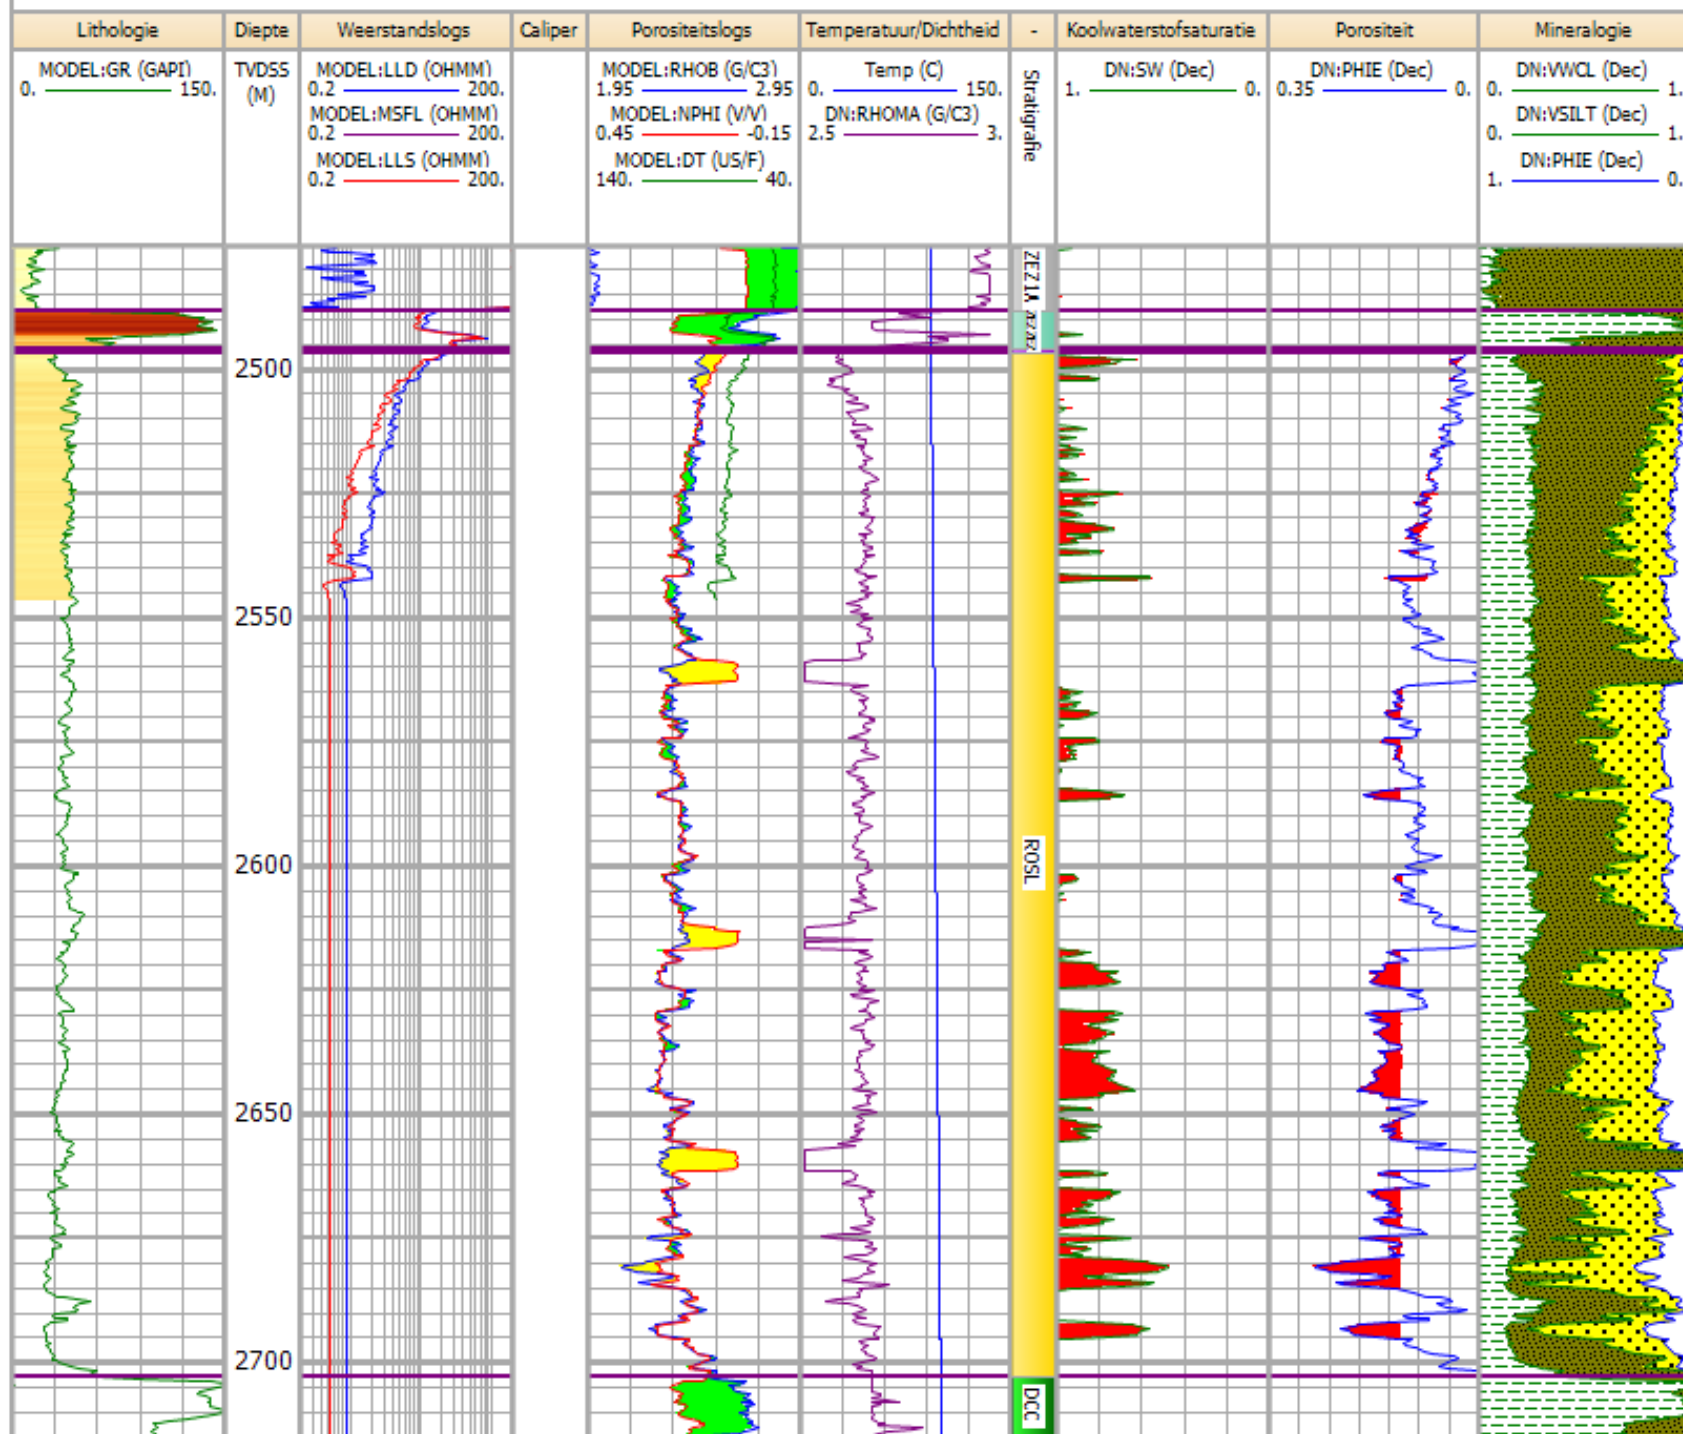 Lithologie Diepte Weerstandslogs Caliper Porositeitslogs Temperatuur/Dichtheid - Koolwaterstofsaturatie Porositeit Mineralogie
MODEL:GR (GAPI) TVDSS MODEL:LLD (OHMM) MODEL:RHOB (G/C3) Temp (C) DN:SW (Dec) DN:PHIE (Dec) DN:VWCL (Dec)
0. 150. (M) 0.2 200. 1.95 2.95 0. 150. 1. 0. 0.35 0. 0. 1.
MODEL:MSFL (OHMM) MODEL:NPHI (V/V) DN:RHOMA (G/C3) Stratigrafie DN:VSILT (Dec)
0.2 200. 0.45 -0.15 2.5 3. 0. 1.
MODEL:LLS (OHMM) MODEL:DT (US/F) DN:PHIE (Dec)
0.2 200. 140. 40. 1. 0.
2500
2550
2600
ROSL
2650
2700
DCC